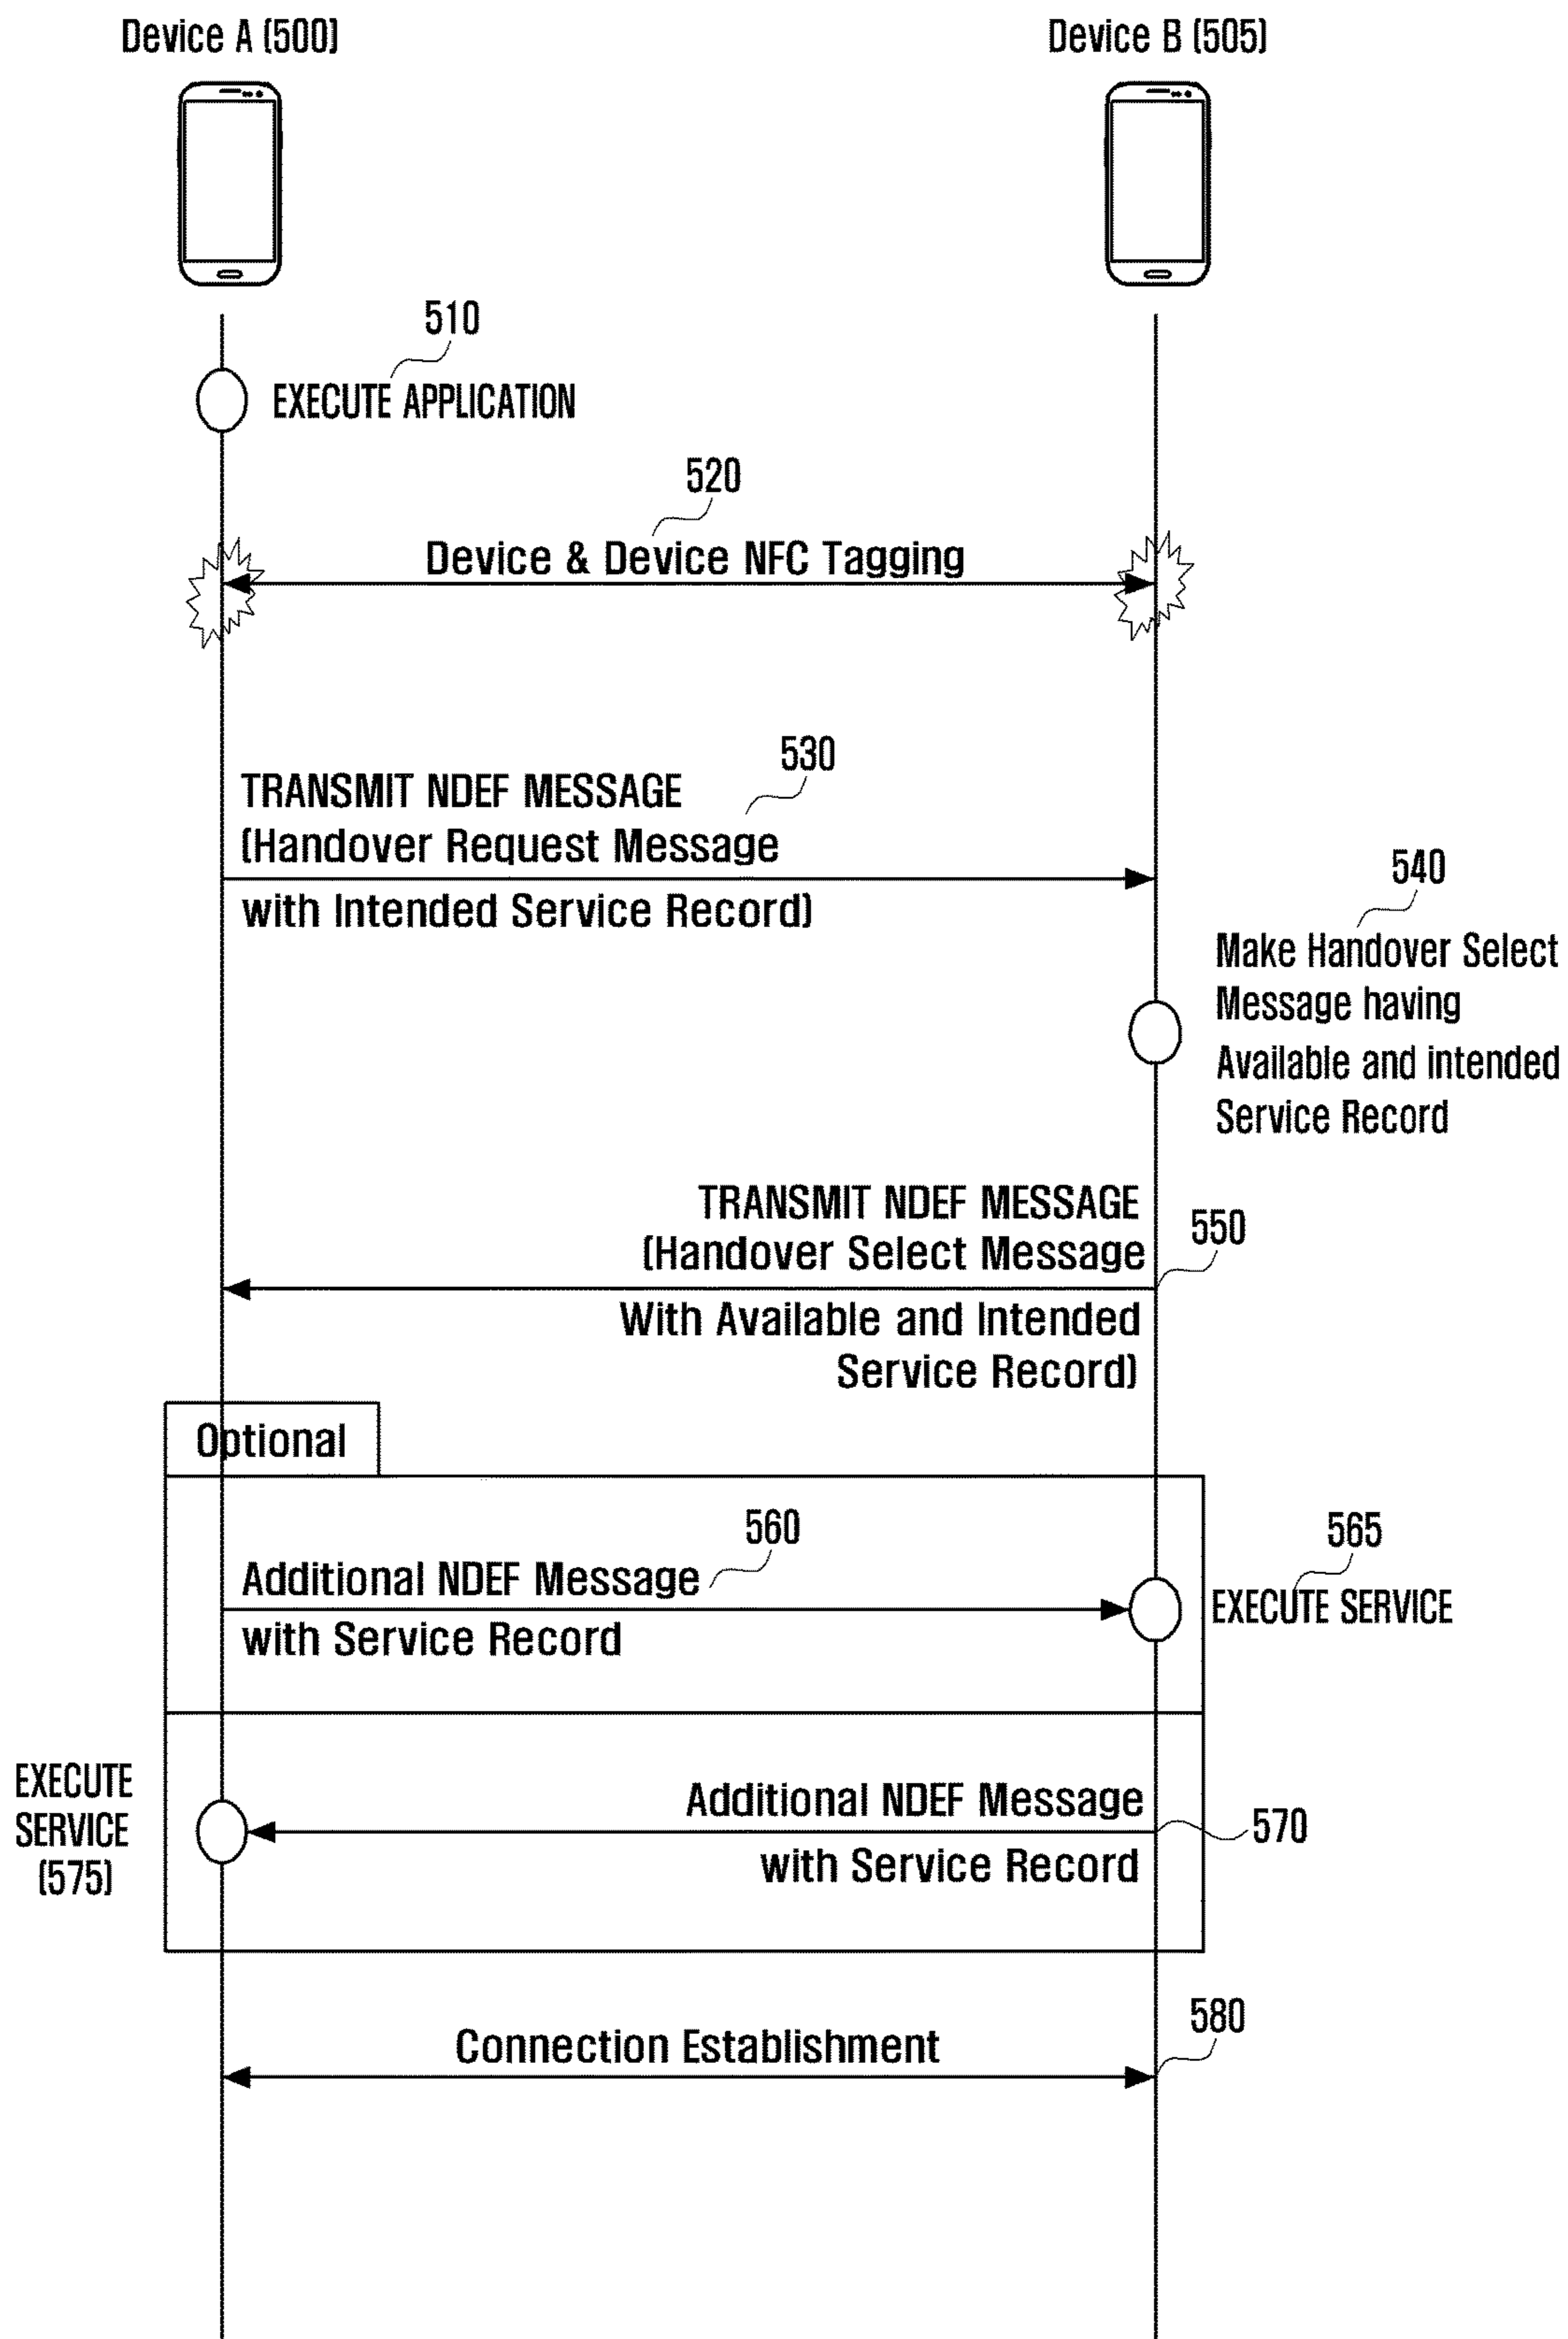 Device A (500)
Device B (505)
510
EXECUTE APPLICATION
520
Device & Device NFC Tagging
530
TRANSMIT NDEF MESSAGE
(Handover Request Message
with Intended Service Record)
540
Make Handover Select
Message having
Available and intended
Service Record
TRANSMIT NDEF MESSAGE
550
(Handover Select Message
With Available and Intended
Service Record)
Optional
560
Additional NDEF Message
with Service Record
565
EXECUTE SERVICE
EXECUTE
SERVICE
(575)
Additional NDEF Message
570
with Service Record
580
Connection Establishment